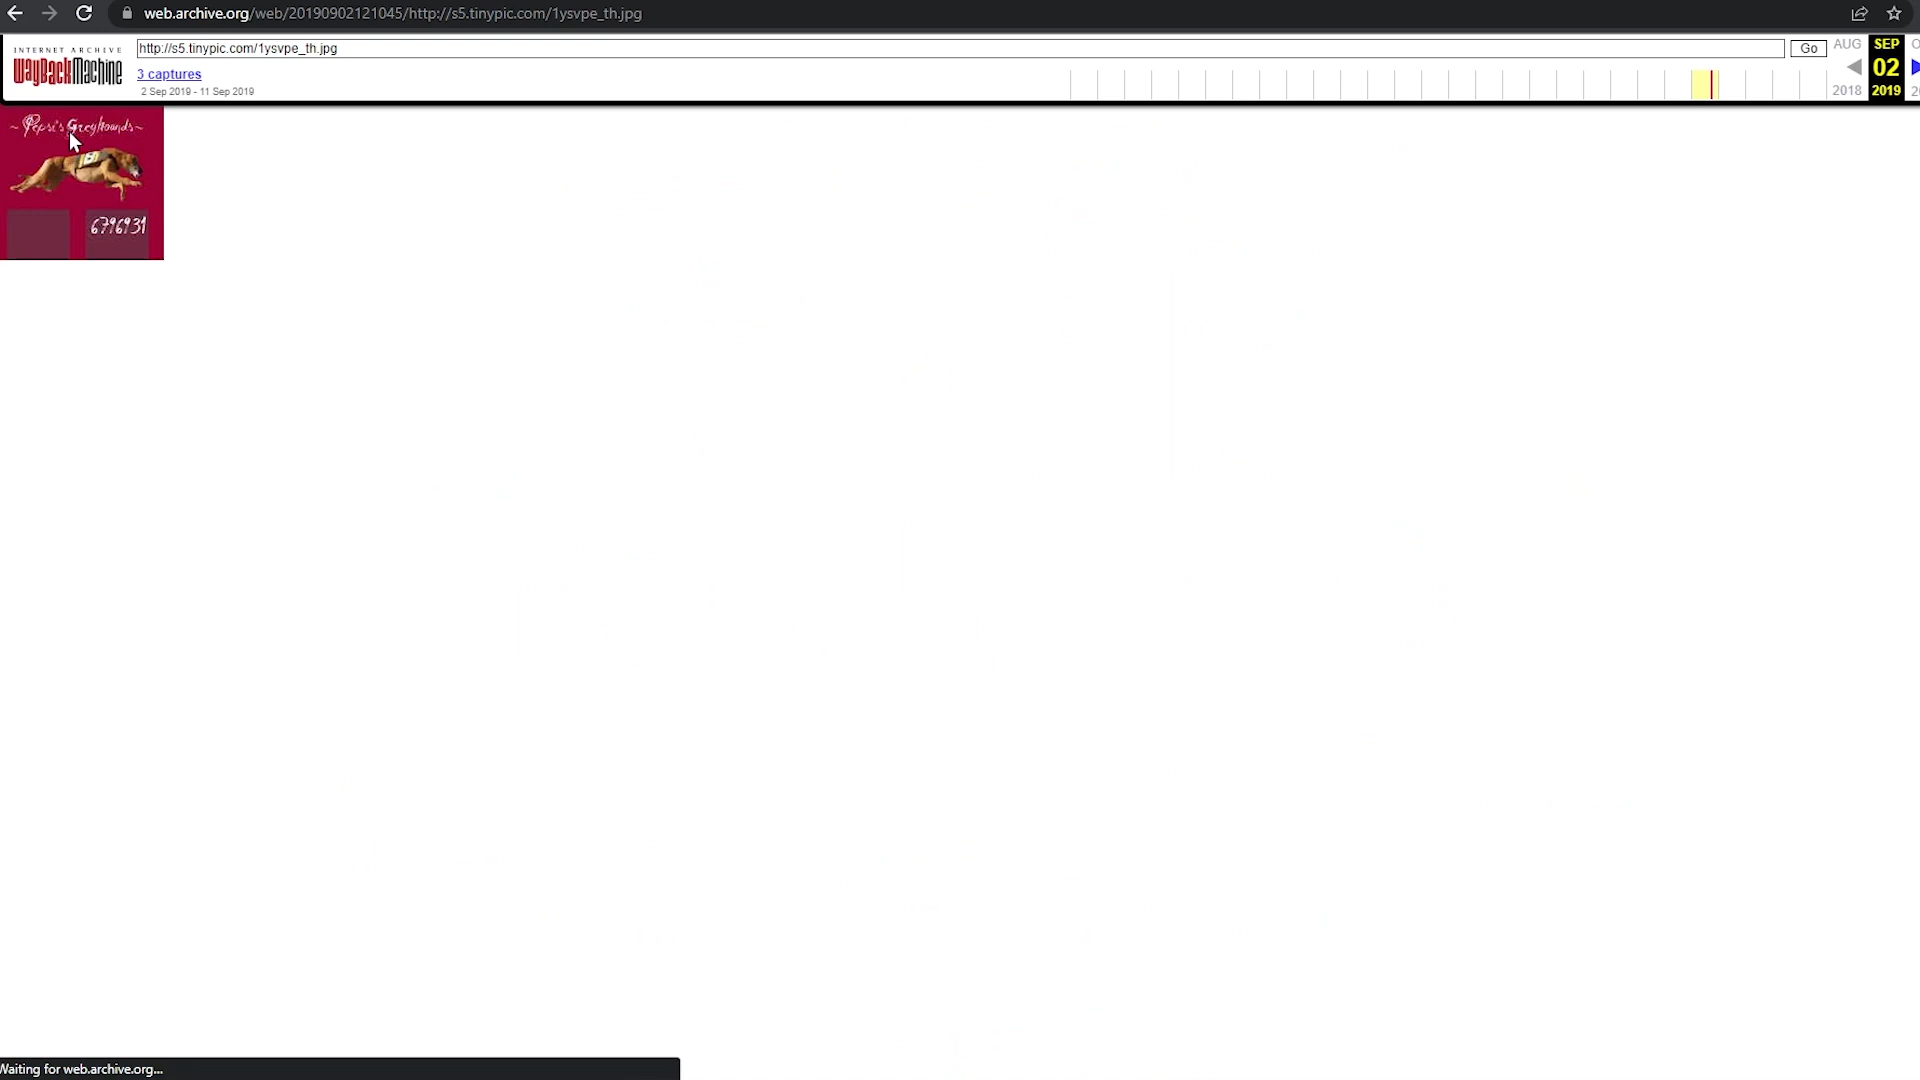 web.archive.org/web/20190902121045/http://s5.tinypic.com/1ysvpe_th.jpg
INTERNET ARCHIVE
WayBackMachine
http://s5.tinypic.com/1ysvpe_th.jpg
Go
3 captures
2 Sep 2019 - 11 Sep 2019
AUG SEP
02
2018 2019
~Pepsi's Greyhounds~
6796931
Waiting for web.archive.org...